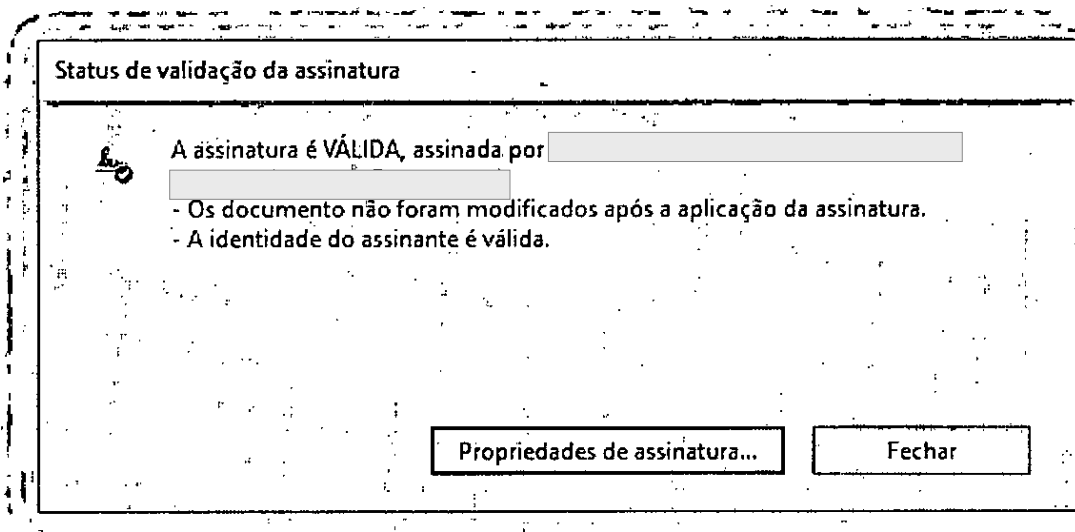 Status de validação da assinatura
A assinatura é VÁLIDA, assinada por
- Os documento não foram modificados após a aplicação da assinatura.
- A identidade do assinante é válida.
Propriedades de assinatura...
Fechar